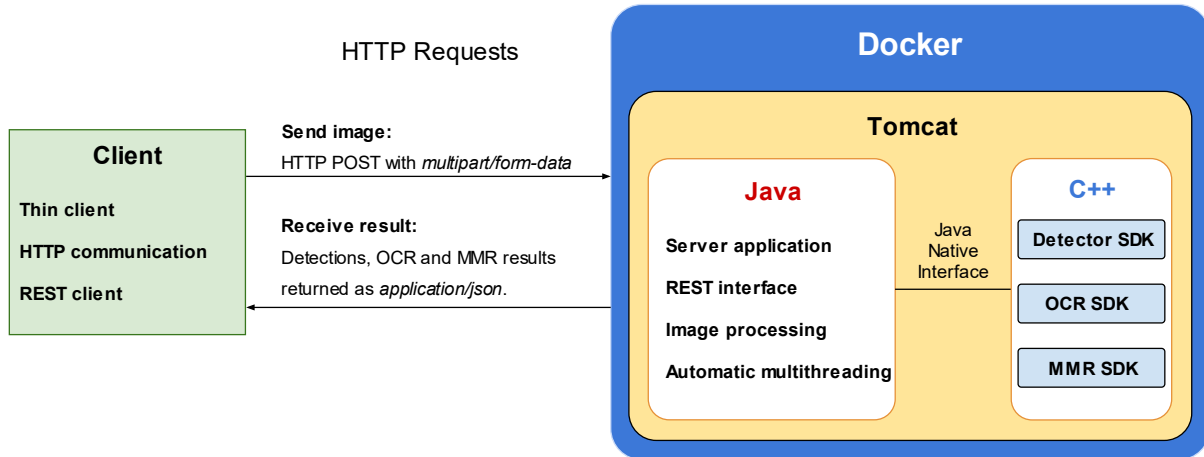 HTTP Requests
Docker
Tomcat
Client
Thin client
HTTP communication
REST client
Send image:
HTTP POST with multipart/form-data
Receive result:
Detections, OCR and MMR results
returned as application/json.
Java
Server application
REST interface
Image processing
Automatic multithreading
Java
Native
Interface
C++
Detector SDK
OCR SDK
MMR SDK